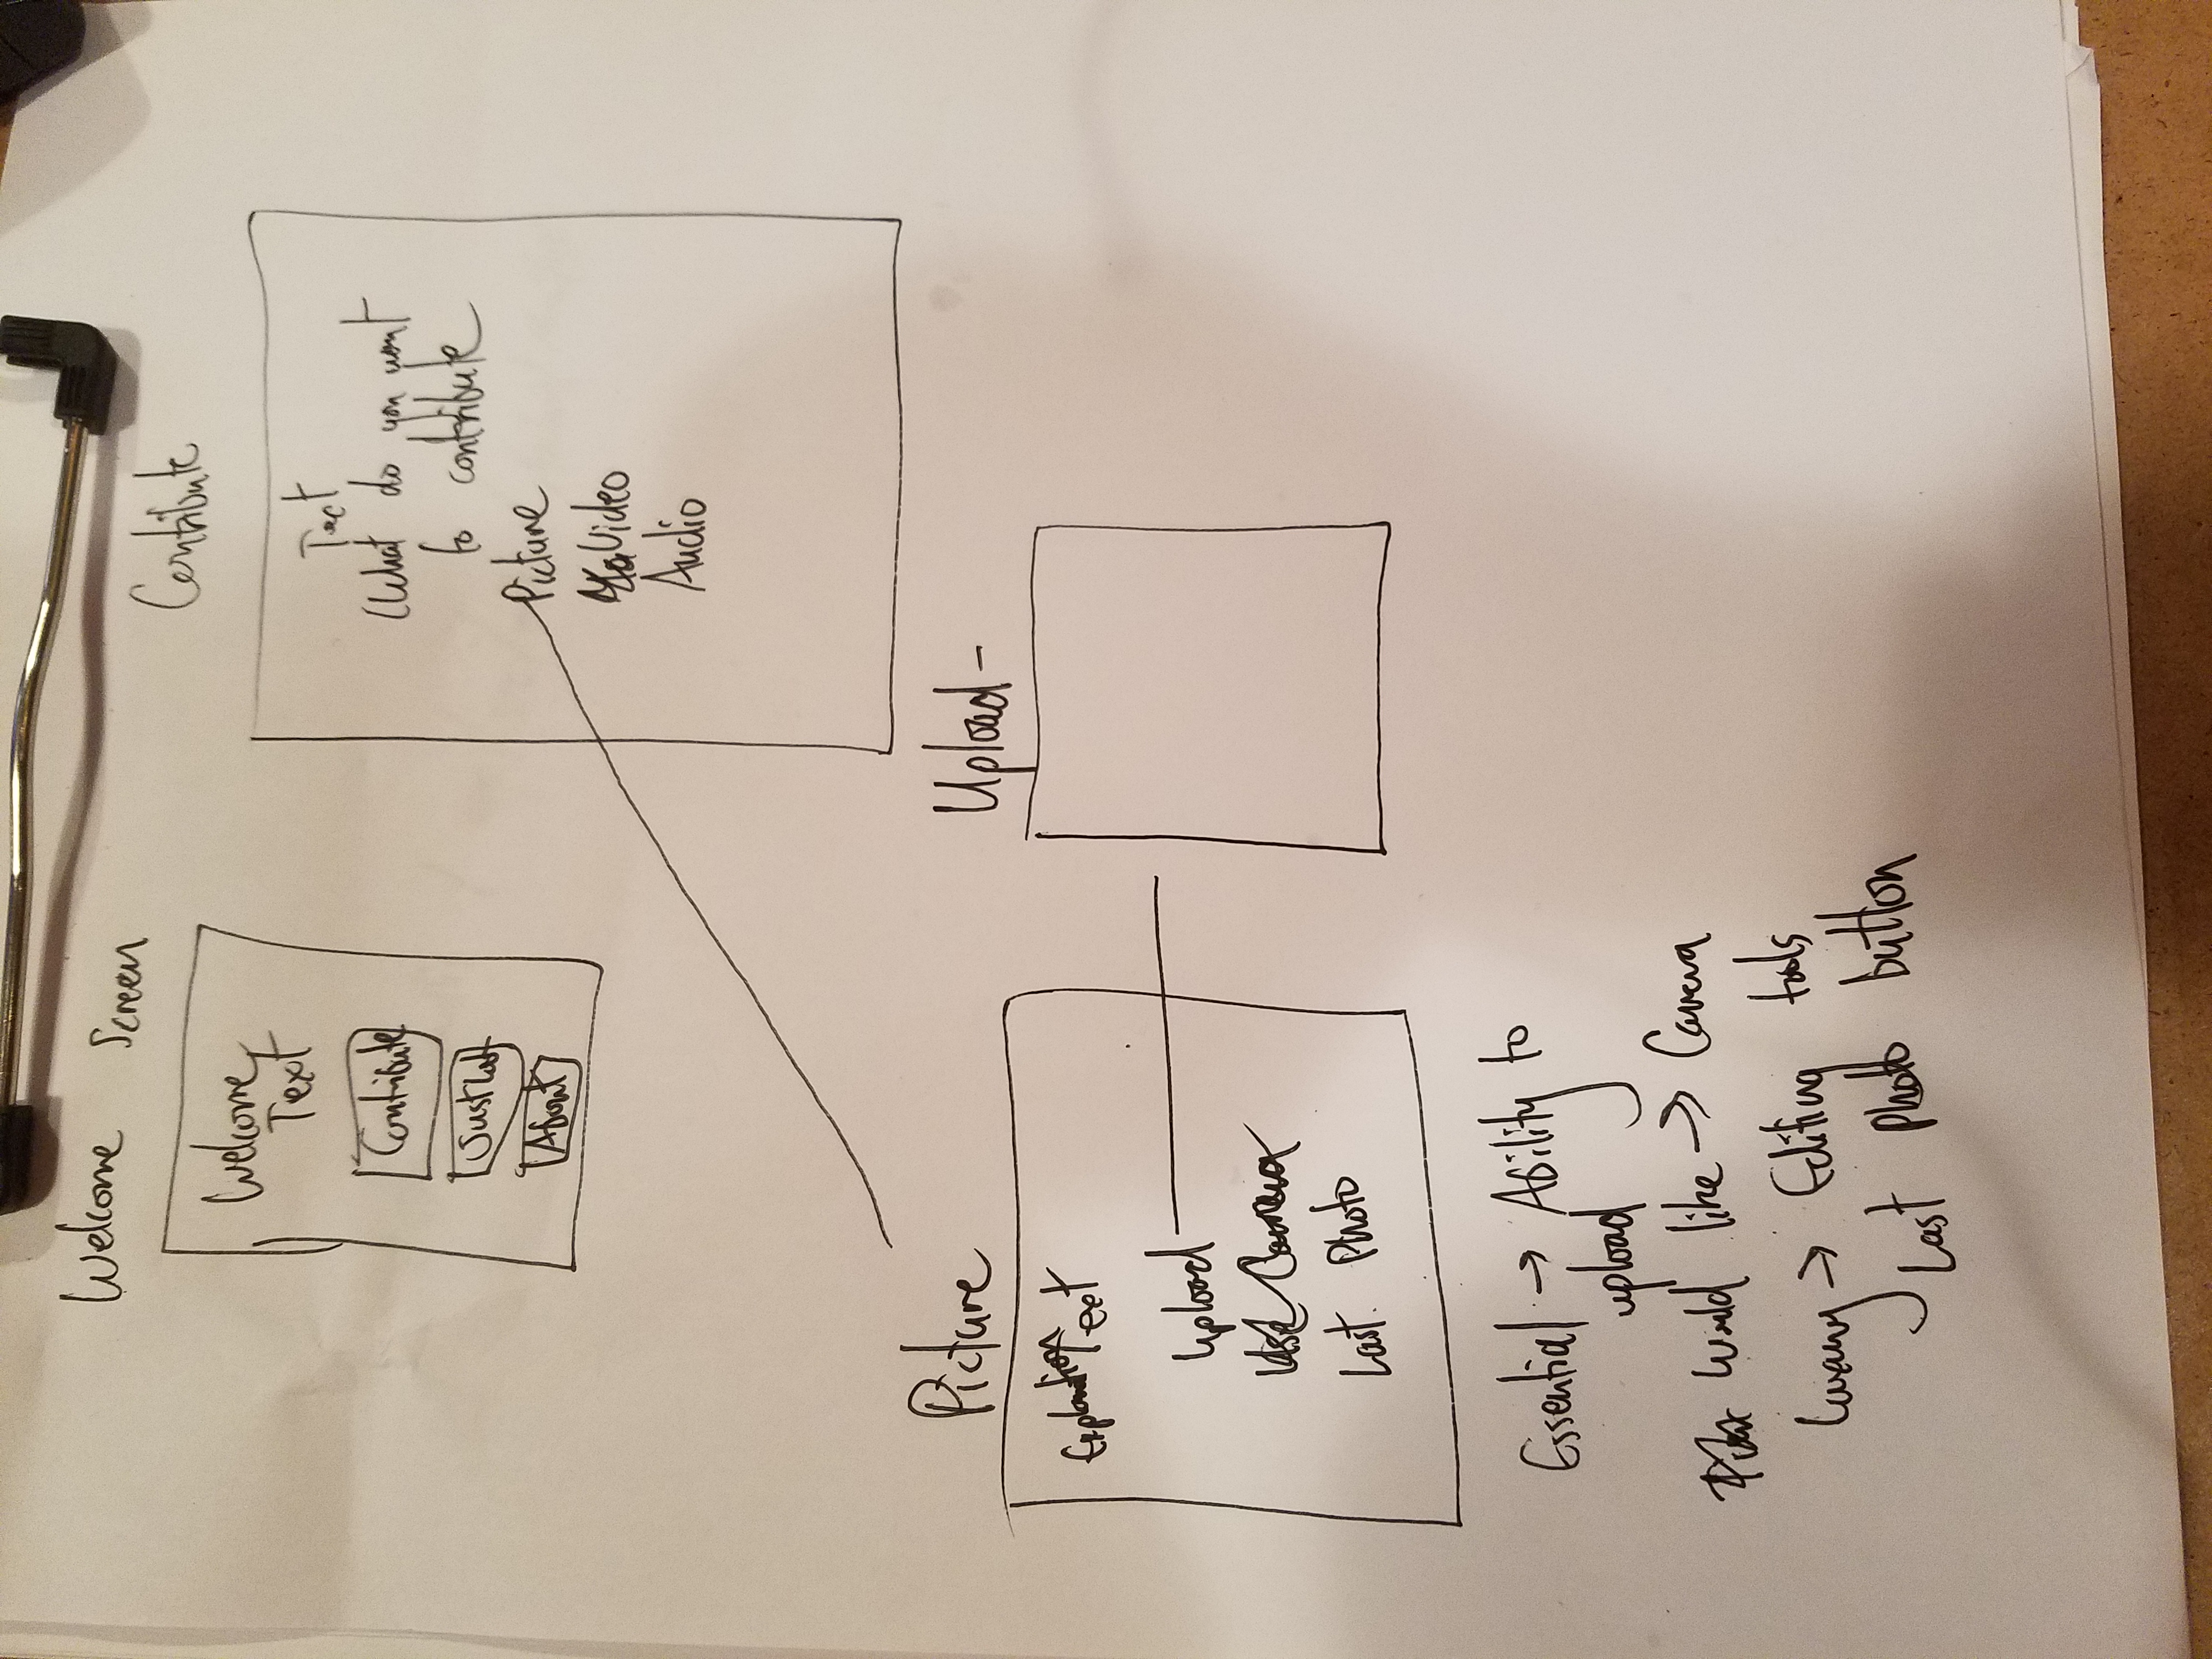 Welcome Screen
Welcome
Text
Contribute
Just
About
Contribute
Text
(What do you want
to contribute
Picture
Video
Audio
Picture
Explanation Text
Upload
Use Camera
Last Photo
Upload -
Essential → Ability to
upload
Would like → Camera
Luxury → Editing tools
Last Photo button